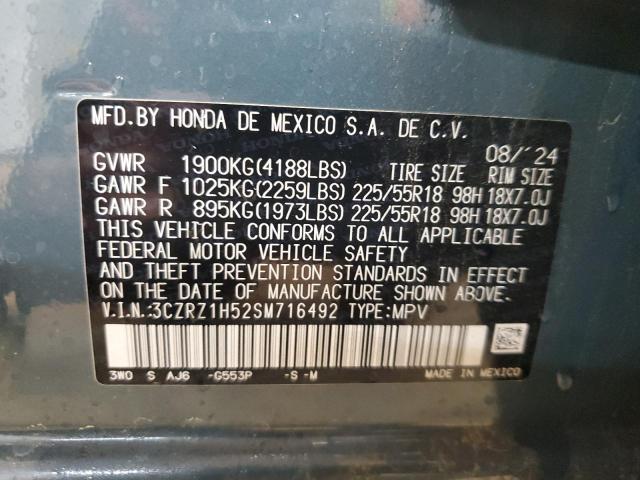 MFD. BY HONDA DE MEXICO S.A. DE C.V.
08/'24
GVWR 1900KG(4188LBS) TIRE SIZE RIM SIZE
GAWR F 1025KG(2259LBS) 225/55R18 98H 18X7.0J
GAWR R 895KG(1973LBS) 225/55R18 98H 18X7.0J
THIS VEHICLE CONFORMS TO ALL APPLICABLE
FEDERAL MOTOR VEHICLE SAFETY
AND THEFT PREVENTION STANDARDS IN EFFECT
ON THE DATE OF MANUFACTURE SHOWN ABOVE.
V.I.N.:3CZRZ1H52SM716492 TYPE:MPV
3W0 S AJ6 -G553P -S -M MADE IN MEXICO